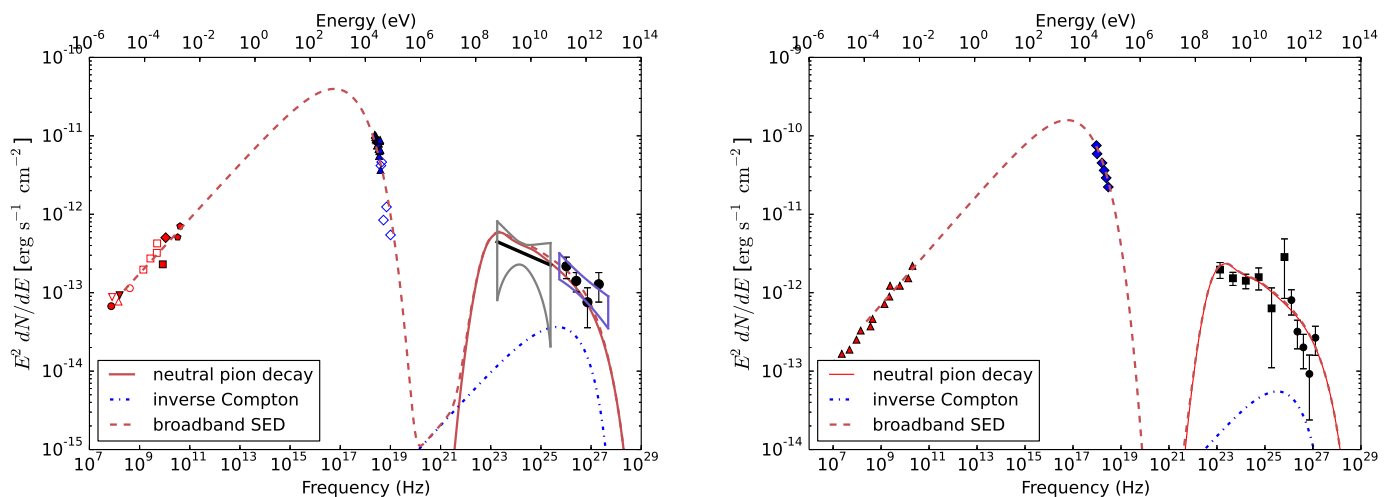 Energy (eV)
10^-6 10^-4 10^-2 10^0 10^2 10^4 10^6 10^8 10^10 10^12 10^14
10^-10
10^-11
10^-12
10^-13
10^-14
10^-15
E^2 dN/dE [erg s^-1 cm^-2]
neutral pion decay
inverse Compton
broadband SED
10^7 10^9 10^11 10^13 10^15 10^17 10^19 10^21 10^23 10^25 10^27 10^29
Frequency (Hz)
Energy (eV)
10^-6 10^-4 10^-2 10^0 10^2 10^4 10^6 10^8 10^10 10^12 10^14
10^-9
10^-10
10^-11
10^-12
10^-13
10^-14
E^2 dN/dE [erg s^-1 cm^-2]
neutral pion decay
inverse Compton
broadband SED
10^7 10^9 10^11 10^13 10^15 10^17 10^19 10^21 10^23 10^25 10^27 10^29
Frequency (Hz)